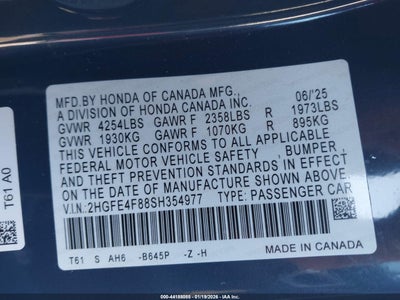 MFD.BY HONDA OF CANADA MFG., 06/'25
A DIVISION OF HONDA CANADA INC.
GVWR 4254LBS GAWR F 2358LBS R 1973LBS
GVWR 1930KG GAWR F 1070KG R 895KG
THIS VEHICLE CONFORMS TO ALL APPLICABLE
FEDERAL MOTOR VEHICLE SAFETY, BUMPER,
AND THEFT PREVENTION STANDARDS IN EFFECT
ON THE DATE OF MANUFACTURE SHOWN ABOVE.
V.I.N: 2HGFE4F88SH354977 TYPE: PASSENGER CAR
T61 S AH6 -B645P -Z -H
MADE IN CANADA
T61 A0
000-44188085 - 01/19/2026 - IAA Inc.